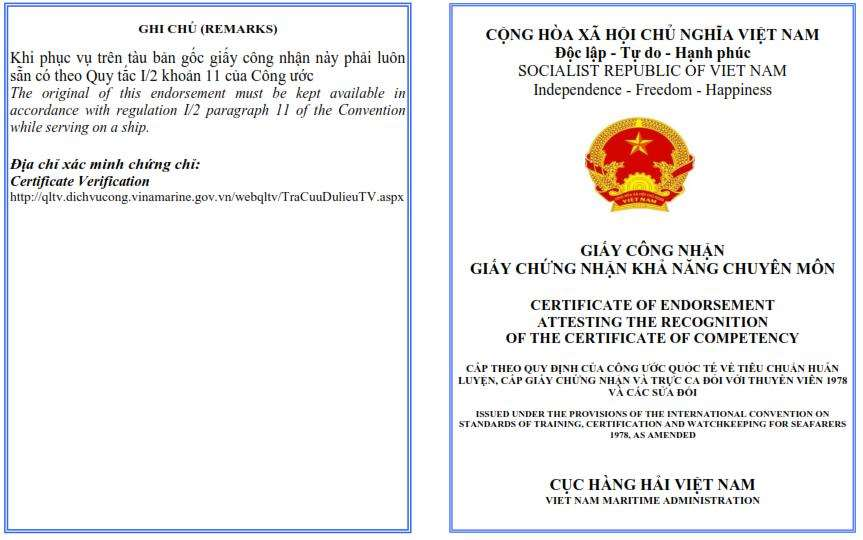 GHI CHÚ (REMARKS)
Khi phục vụ trên tàu bản gốc giấy công nhận này phải luôn
sẵn có theo Quy tắc I/2 khoản 11 của Công ước
The original of this endorsement must be kept available in
accordance with regulation I/2 paragraph 11 of the Convention
while serving on a ship.
Địa chỉ xác minh chứng chỉ:
Certificate Verification
http://qltv.dichvucong.vinamarine.gov.vn/webqltv/TraCuuDulieuTV.aspx
CỘNG HÒA XÃ HỘI CHỦ NGHĨA VIỆT NAM
Độc lập - Tự do - Hạnh phúc
SOCIALIST REPUBLIC OF VIET NAM
Independence - Freedom - Happiness
VIỆT NAM
GIẤY CÔNG NHẬN
GIẤY CHỨNG NHẬN KHẢ NĂNG CHUYÊN MÔN
CERTIFICATE OF ENDORSEMENT
ATTESTING THE RECOGNITION
OF THE CERTIFICATE OF COMPETENCY
CẤP THEO QUY ĐỊNH CỦA CÔNG ƯỚC QUỐC TẾ VỀ TIÊU CHUẨN HUẤN
LUYỆN, CẤP GIẤY CHỨNG NHẬN VÀ TRỰC CA ĐỐI VỚI THUYỀN VIÊN 1978
VÀ CÁC SỬA ĐỔI
ISSUED UNDER THE PROVISIONS OF THE INTERNATIONAL CONVENTION ON
STANDARDS OF TRAINING, CERTIFICATION AND WATCHKEEPING FOR SEAFARERS
1978, AS AMENDED
CỤC HÀNG HẢI VIỆT NAM
VIET NAM MARITIME ADMINISTRATION